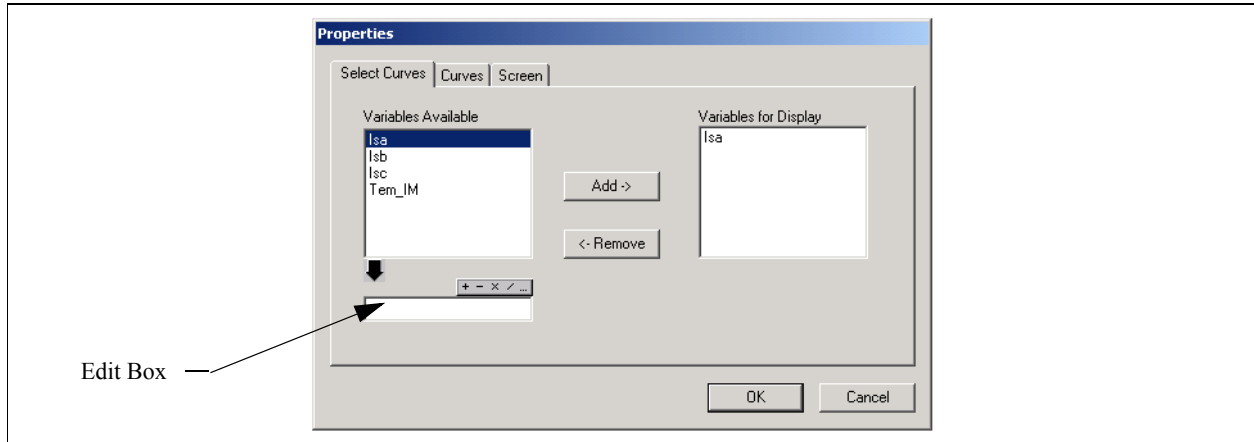 Properties
Select Curves Curves Screen
Variables Available
Isa
Isb
Isc
Tem_IM
Add ->
<- Remove
Variables for Display
Isa
+ - × / ...
Edit Box
OK Cancel